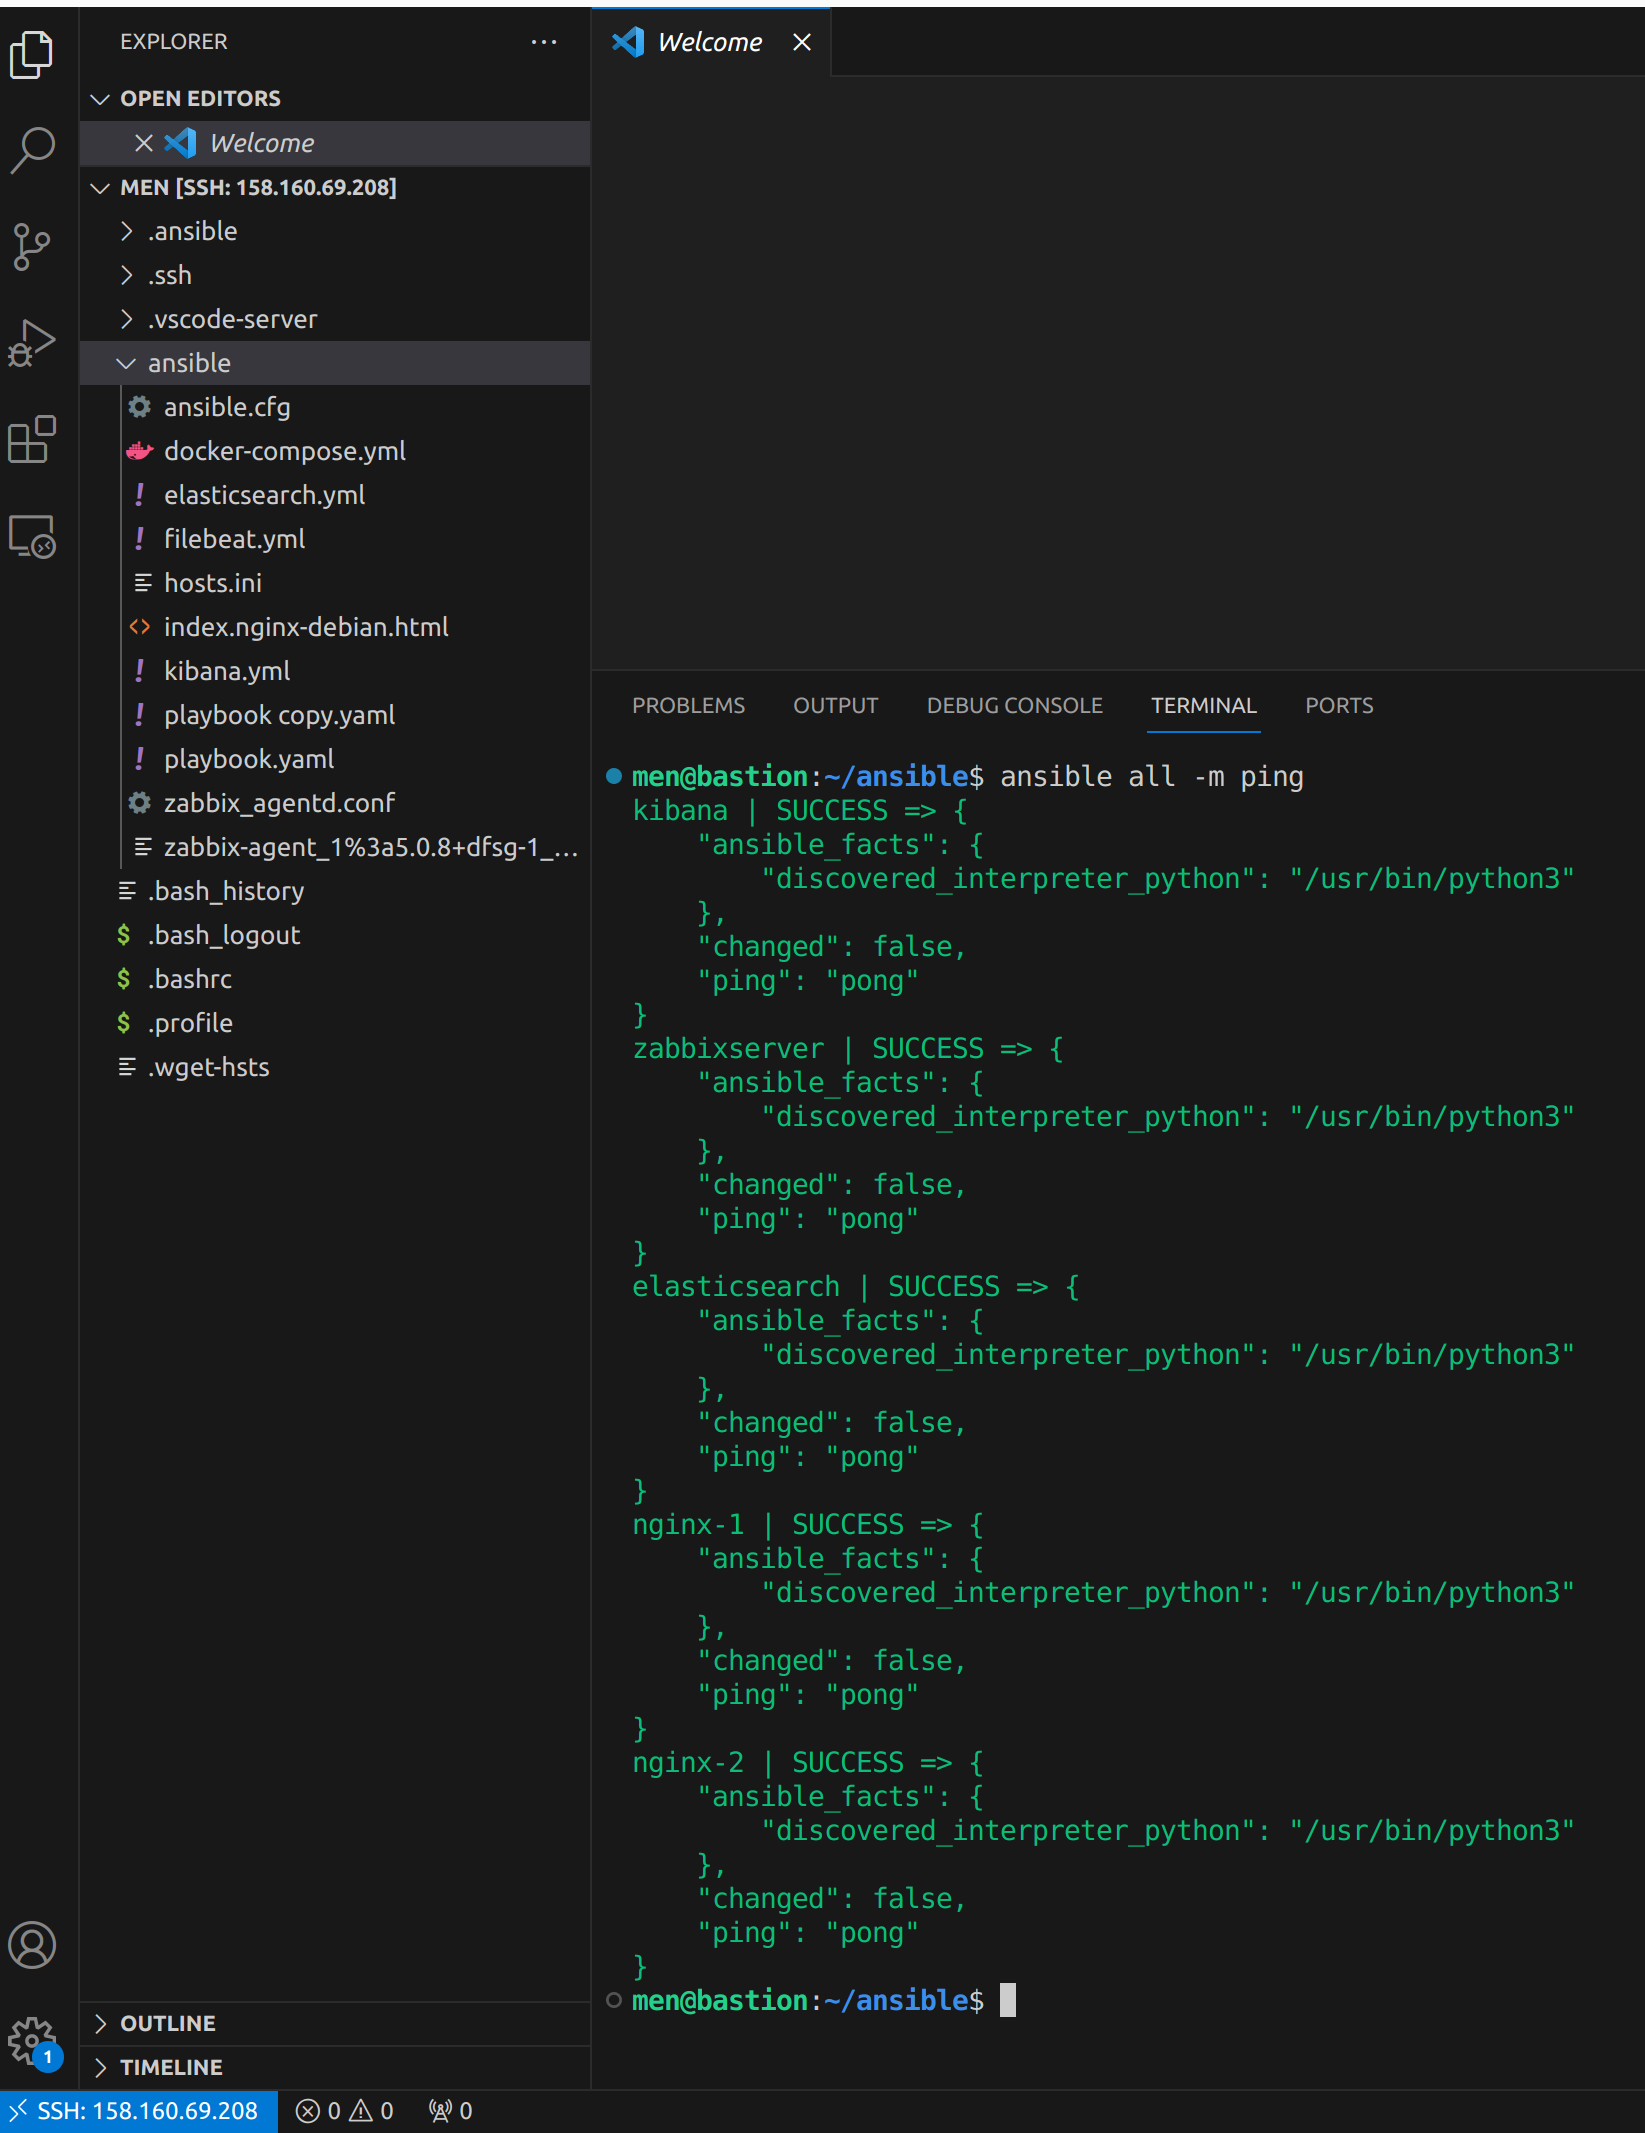 EXPLORER
OPEN EDITORS
Welcome
MEN [SSH: 158.160.69.208]
.ansible
.ssh
.vscode-server
ansible
ansible.cfg
docker-compose.yml
elasticsearch.yml
filebeat.yml
hosts.ini
index.nginx-debian.html
kibana.yml
playbook copy.yaml
playbook.yaml
zabbix_agentd.conf
zabbix-agent_1%3a5.0.8+dfsg-1_...
.bash_history
.bash_logout
.bashrc
.profile
.wget-hsts
OUTLINE
TIMELINE
1
Welcome
PROBLEMS OUTPUT DEBUG CONSOLE TERMINAL PORTS
men@bastion:~/ansible$ ansible all -m ping
kibana | SUCCESS => {
    "ansible_facts": {
        "discovered_interpreter_python": "/usr/bin/python3"
    },
    "changed": false,
    "ping": "pong"
}
zabbixserver | SUCCESS => {
    "ansible_facts": {
        "discovered_interpreter_python": "/usr/bin/python3"
    },
    "changed": false,
    "ping": "pong"
}
elasticsearch | SUCCESS => {
    "ansible_facts": {
        "discovered_interpreter_python": "/usr/bin/python3"
    },
    "changed": false,
    "ping": "pong"
}
nginx-1 | SUCCESS => {
    "ansible_facts": {
        "discovered_interpreter_python": "/usr/bin/python3"
    },
    "changed": false,
    "ping": "pong"
}
nginx-2 | SUCCESS => {
    "ansible_facts": {
        "discovered_interpreter_python": "/usr/bin/python3"
    },
    "changed": false,
    "ping": "pong"
}
men@bastion:~/ansible$
SSH: 158.160.69.208 0 0 0